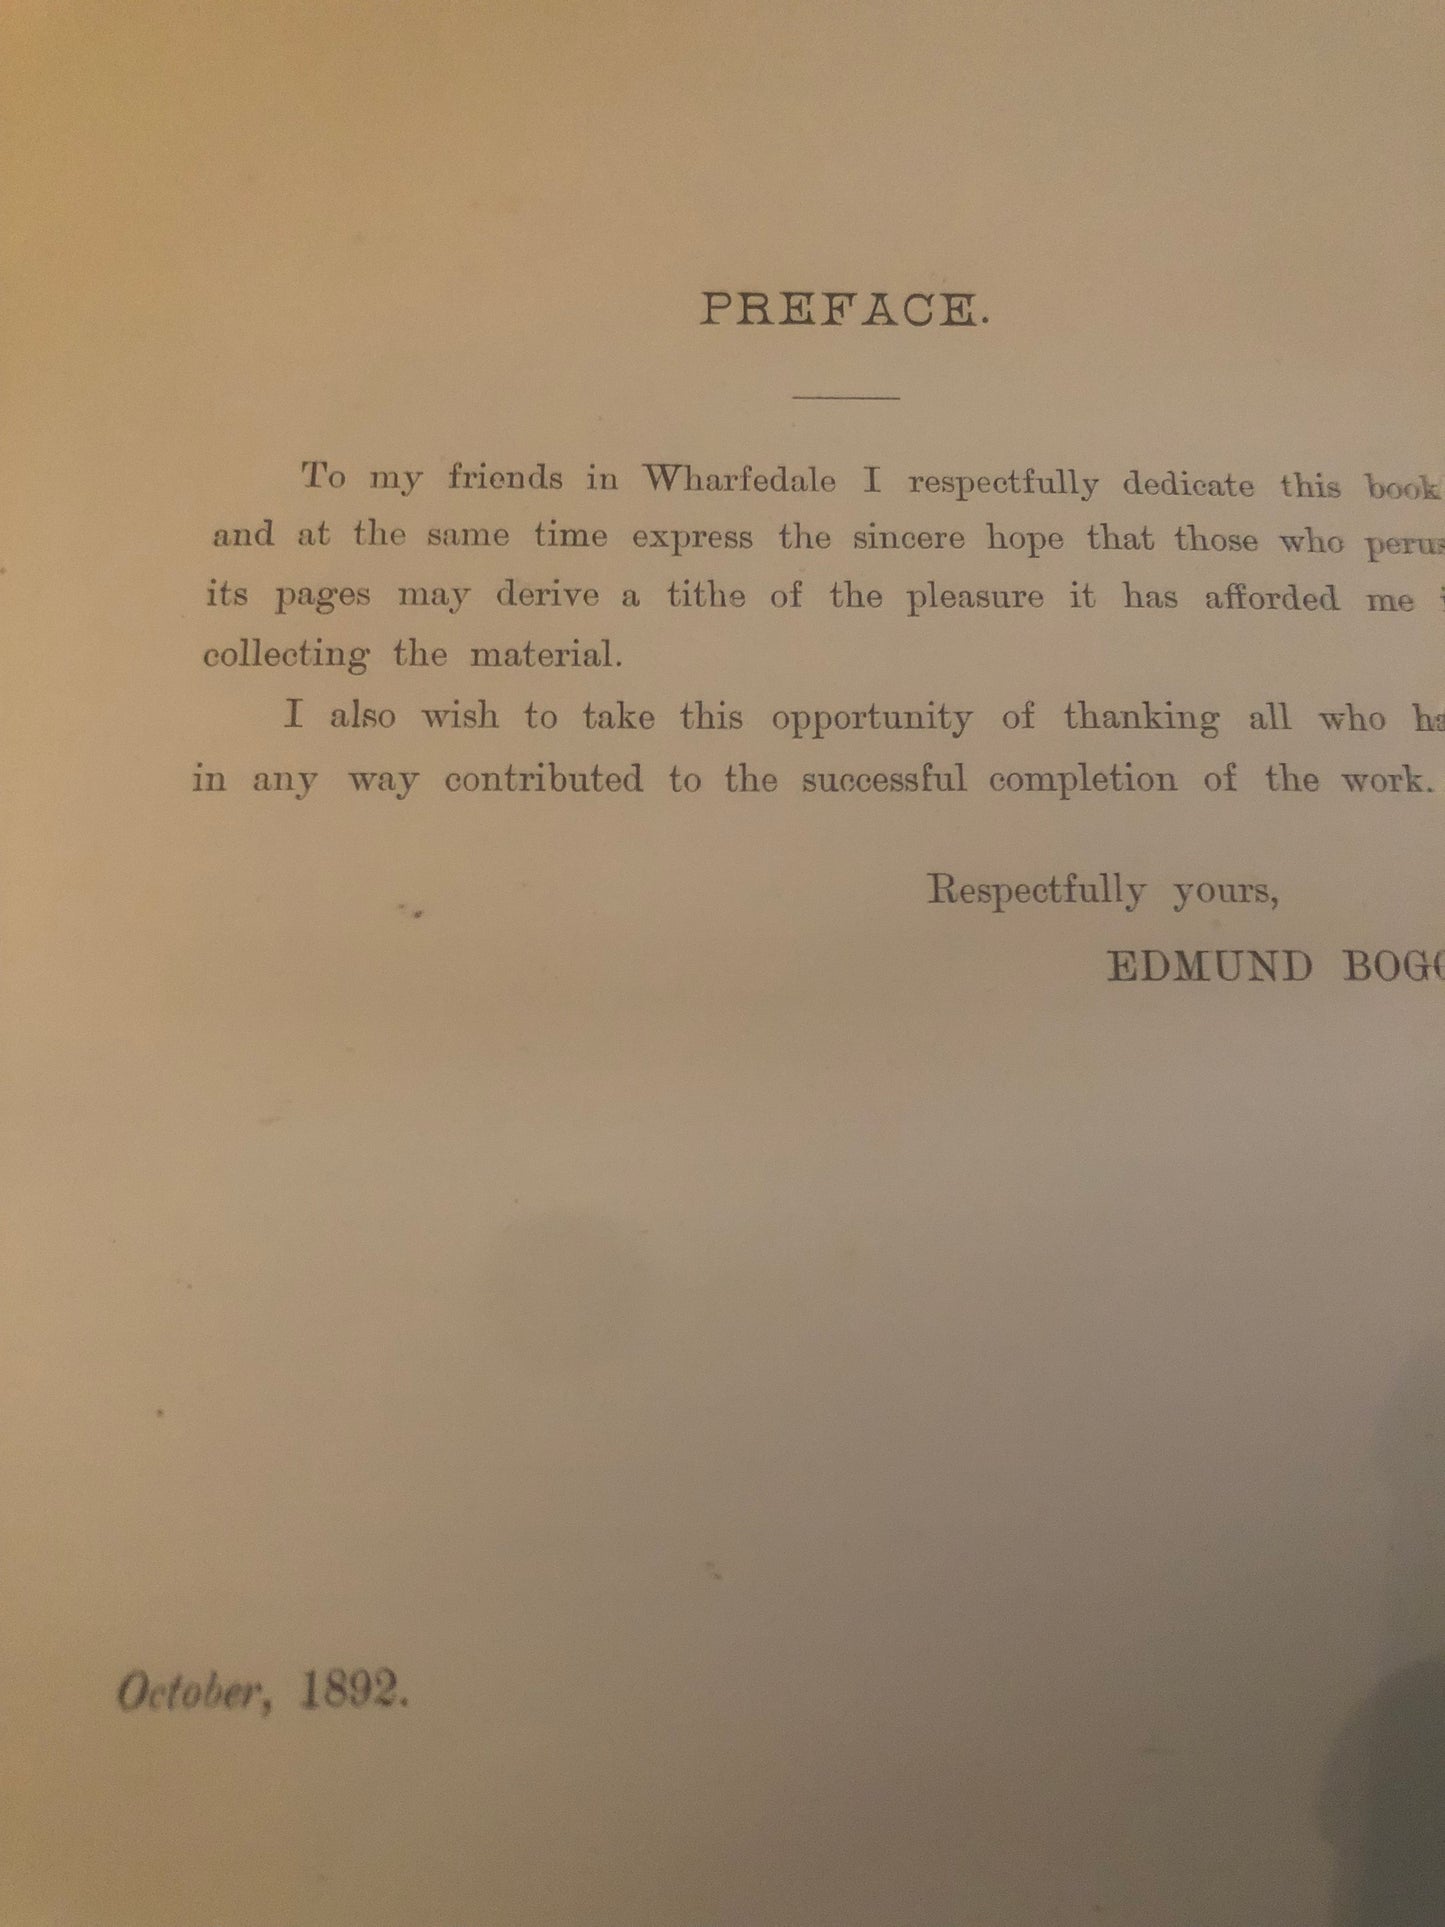 PREFACE.
To my friends in Wharfedale I respectfully dedicate this book
and at the same time express the sincere hope that those who perus
its pages may derive a tithe of the pleasure it has afforded me i
collecting the material.
I also wish to take this opportunity of thanking all who ha
in any way contributed to the successful completion of the work.
Respectfully yours,
EDMUND BOGG
October, 1892.